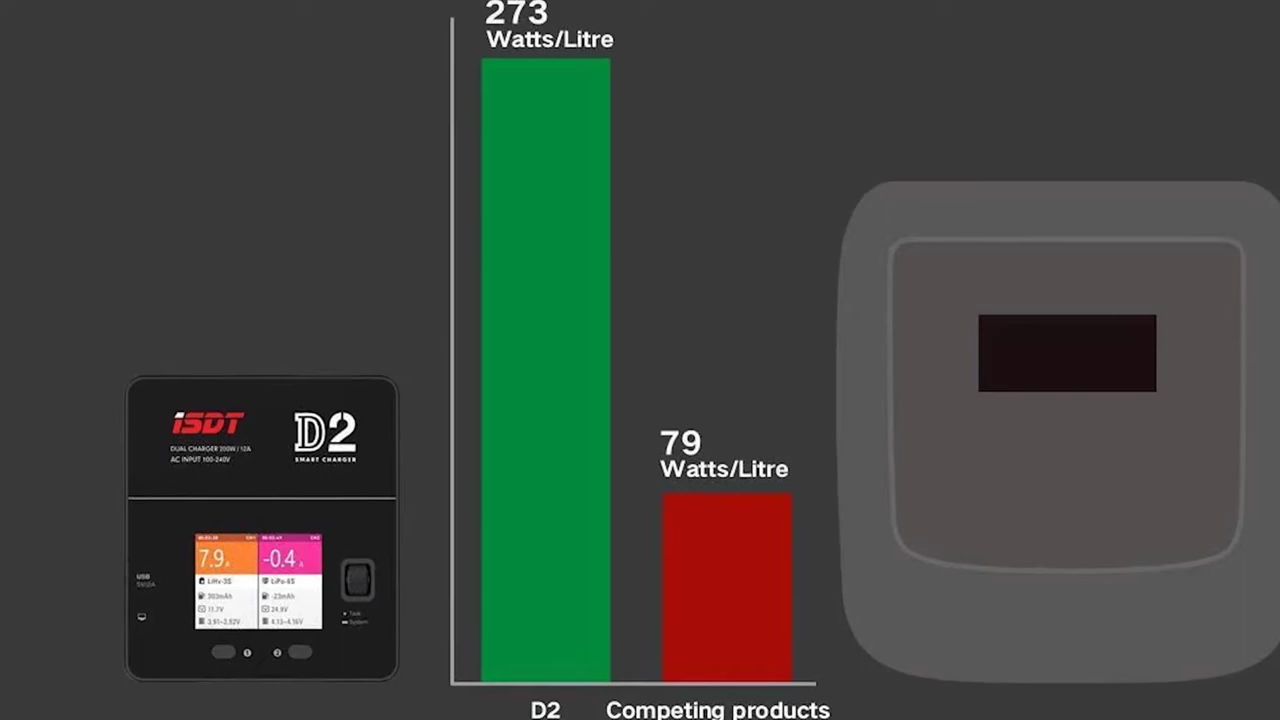 273
Watts/Litre
79
Watts/Litre
D2
Competing products
iSDT
D2
SMART CHARGER
DUAL CHARGER 200W / 12A
AC INPUT 100-240V
7.9A
-0.4A
LiHv-3S
LiPo-6S
303mAh
-23mAh
11.7V
24.9V
3.91~3.92V
4.13~4.16V
USB
Task
System
1
2